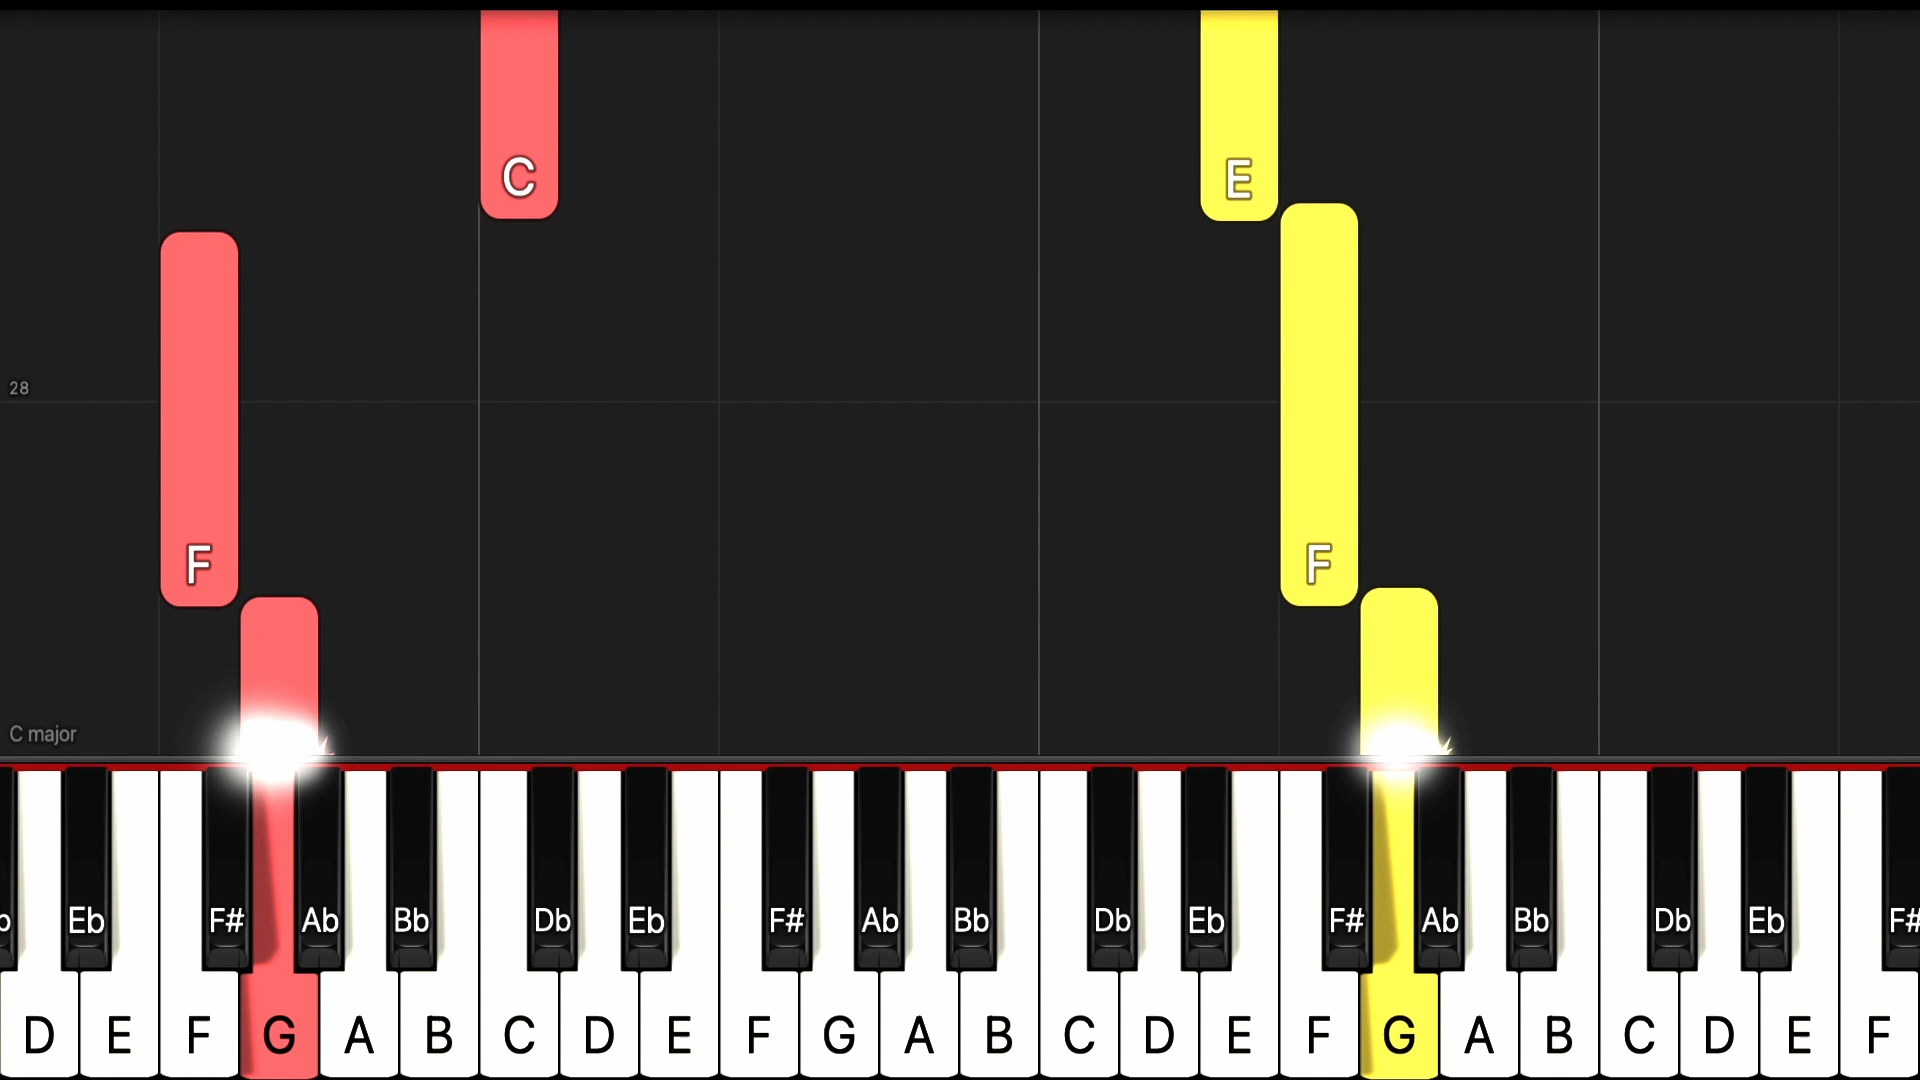 C E
28
F F
C major
b Eb F# Ab Bb Db Eb F# Ab Bb Db Eb F# Ab Bb Db Eb F#
D E F G A B C D E F G A B C D E F G A B C D E F